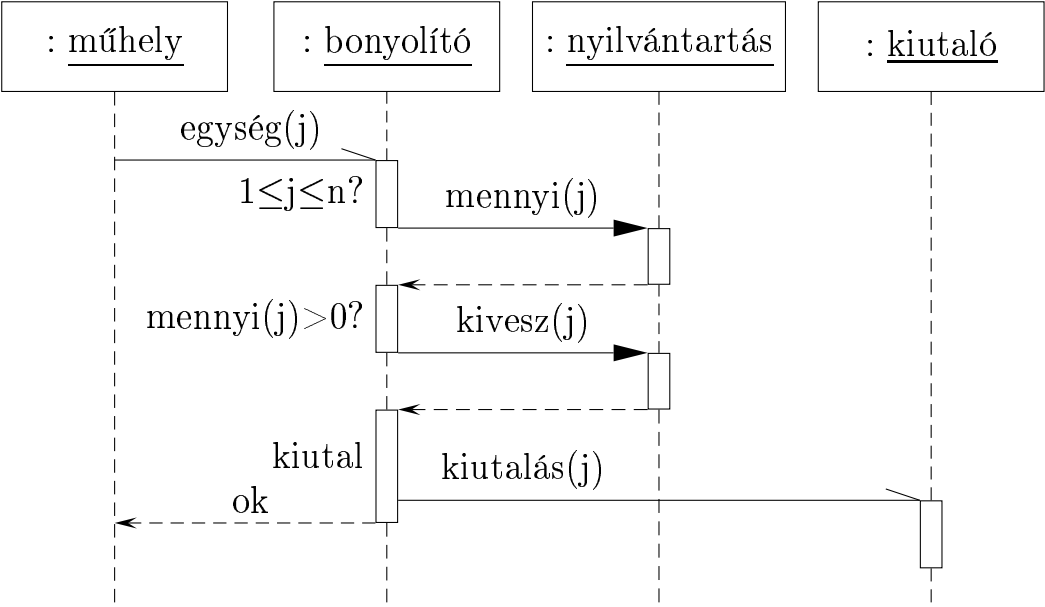 : műhely
: bonyolító
: nyilvántartás
: kiutaló
egység(j)
1≤j≤n?
mennyi(j)
mennyi(j)>0?
kivesz(j)
kiutal
kiutalás(j)
ok